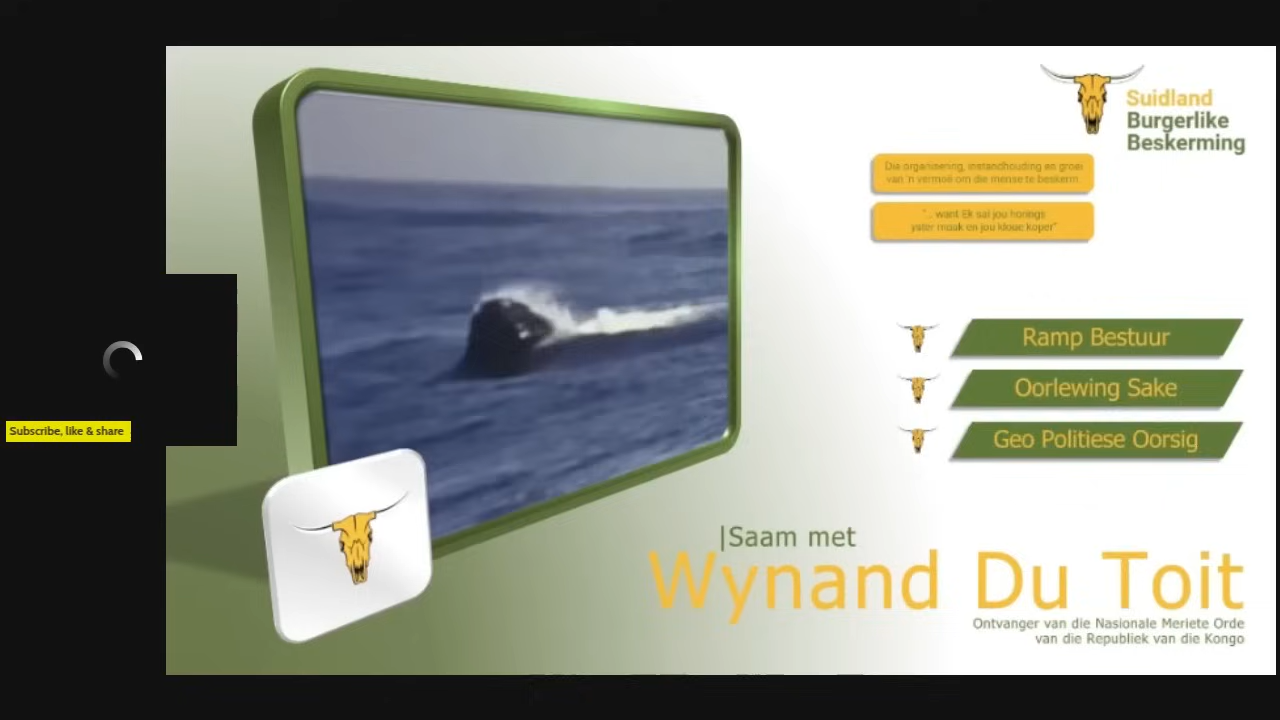 Suidland
Burgerlike
Beskerming
Die organisering, instandhouding en groei
van 'n vermoë om die mense te beskerm
"... want Ek sal jou horings
yster maak en jou kloue koper"
Ramp Bestuur
Oorlewing Sake
Geo Politiese Oorsig
Subscribe, like & share
|Saam met
Wynand Du Toit
Ontvanger van die Nasionale Meriete Orde
van die Republiek van die Kongo